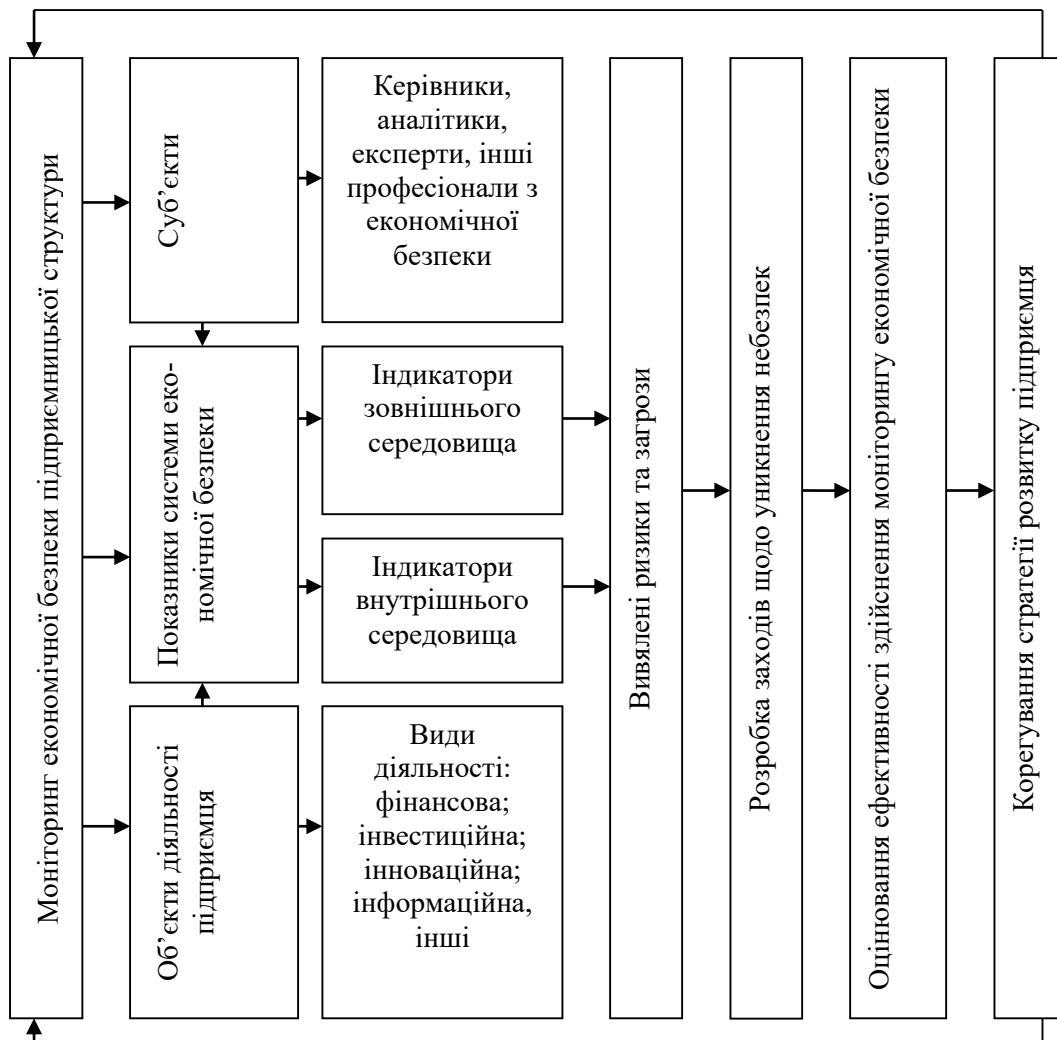 Моніторинг економічної безпеки підприємницької структури
Суб’єкти
Керівники,
аналітики,
експерти, інші
професіонали з
економічної
безпеки
Показники системи еко-
номічної безпеки
Індикатори
зовнішнього
середовища
Індикатори
внутрішнього
середовища
Об’єкти діяльності
підприємця
Види
діяльності:
фінансова;
інвестиційна;
інноваційна;
інформаційна,
інші
Вивялені ризики та загрози
Розробка заходів щодо уникнення небезпек
Оцінювання ефективності здійснення моніторингу економічної безпеки
Корегування стратегії розвитку підприємця